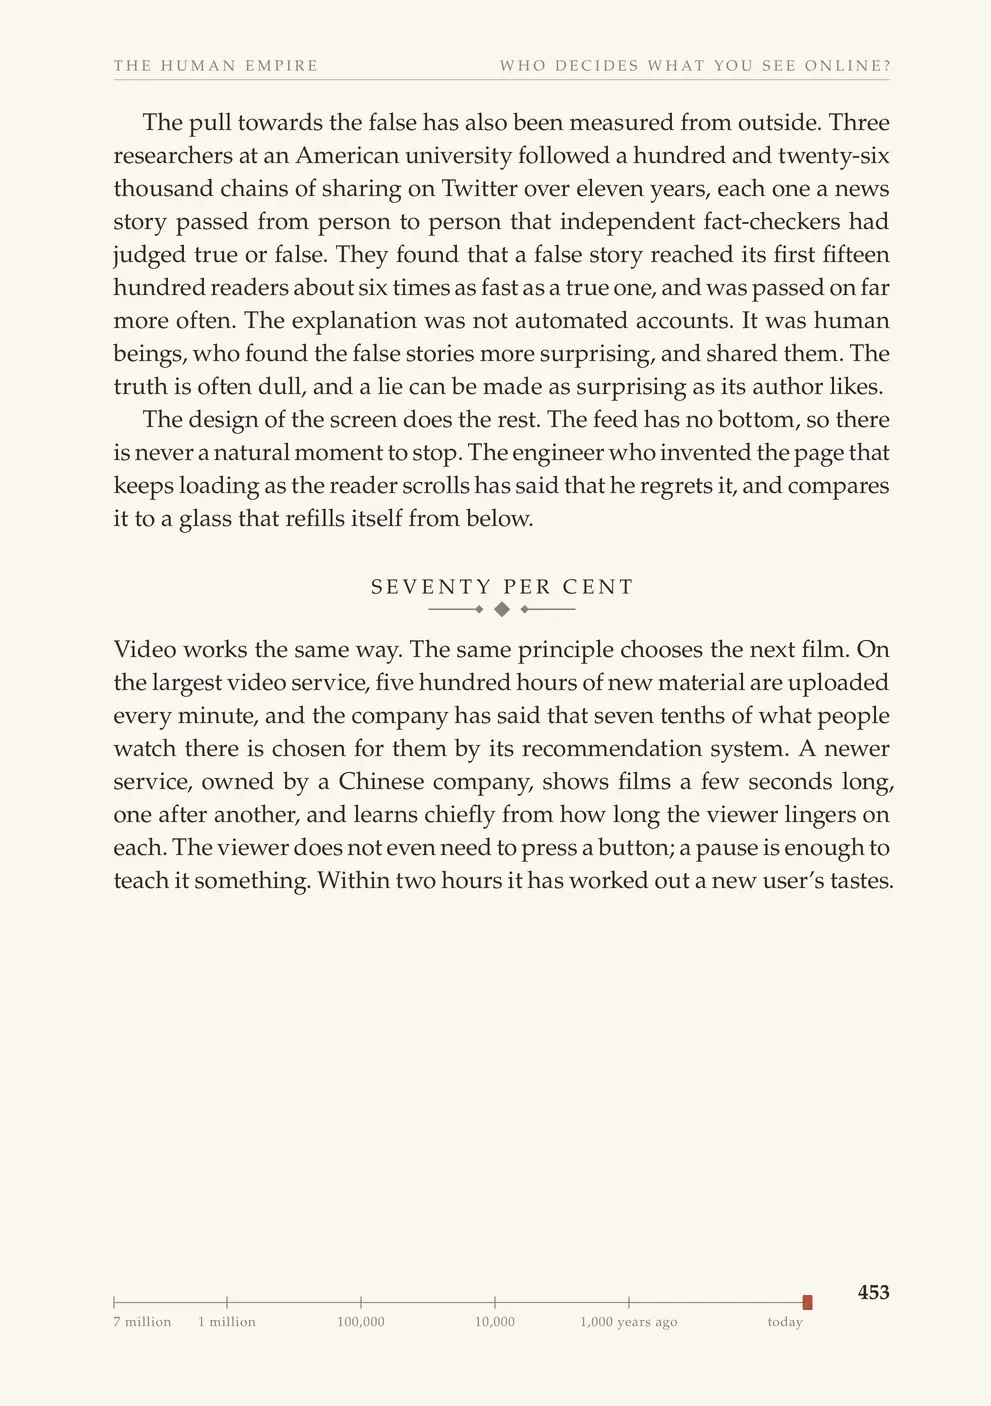 THE HUMAN EMPIRE
WHO DECIDES WHAT YOU SEE ONLINE?
The pull towards the false has also been measured from outside. Three
researchers at an American university followed a hundred and twenty-six
thousand chains of sharing on Twitter over eleven years, each one a news
story passed from person to person that independent fact-checkers had
judged true or false. They found that a false story reached its first fifteen
hundred readers about six times as fast as a true one, and was passed on far
more often. The explanation was not automated accounts. It was human
beings, who found the false stories more surprising, and shared them. The
truth is often dull, and a lie can be made as surprising as its author likes.
The design of the screen does the rest. The feed has no bottom, so there
is never a natural moment to stop. The engineer who invented the page that
keeps loading as the reader scrolls has said that he regrets it, and compares
it to a glass that refills itself from below.
SEVENTY PER CENT
Video works the same way. The same principle chooses the next film. On
the largest video service, five hundred hours of new material are uploaded
every minute, and the company has said that seven tenths of what people
watch there is chosen for them by its recommendation system. A newer
service, owned by a Chinese company, shows films a few seconds long,
one after another, and learns chiefly from how long the viewer lingers on
each. The viewer does not even need to press a button; a pause is enough to
teach it something. Within two hours it has worked out a new user’s tastes.
453
7 million 1 million 100,000 10,000 1,000 years ago today